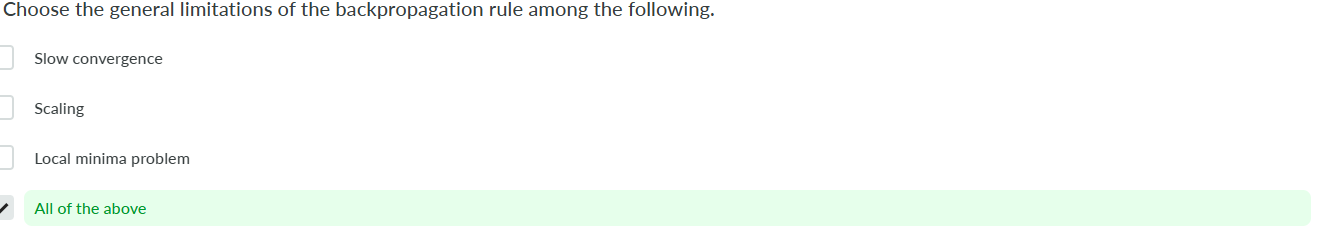 Choose the general limitations of the backpropagation rule among the following.
Slow convergence
Scaling
Local minima problem
All of the above